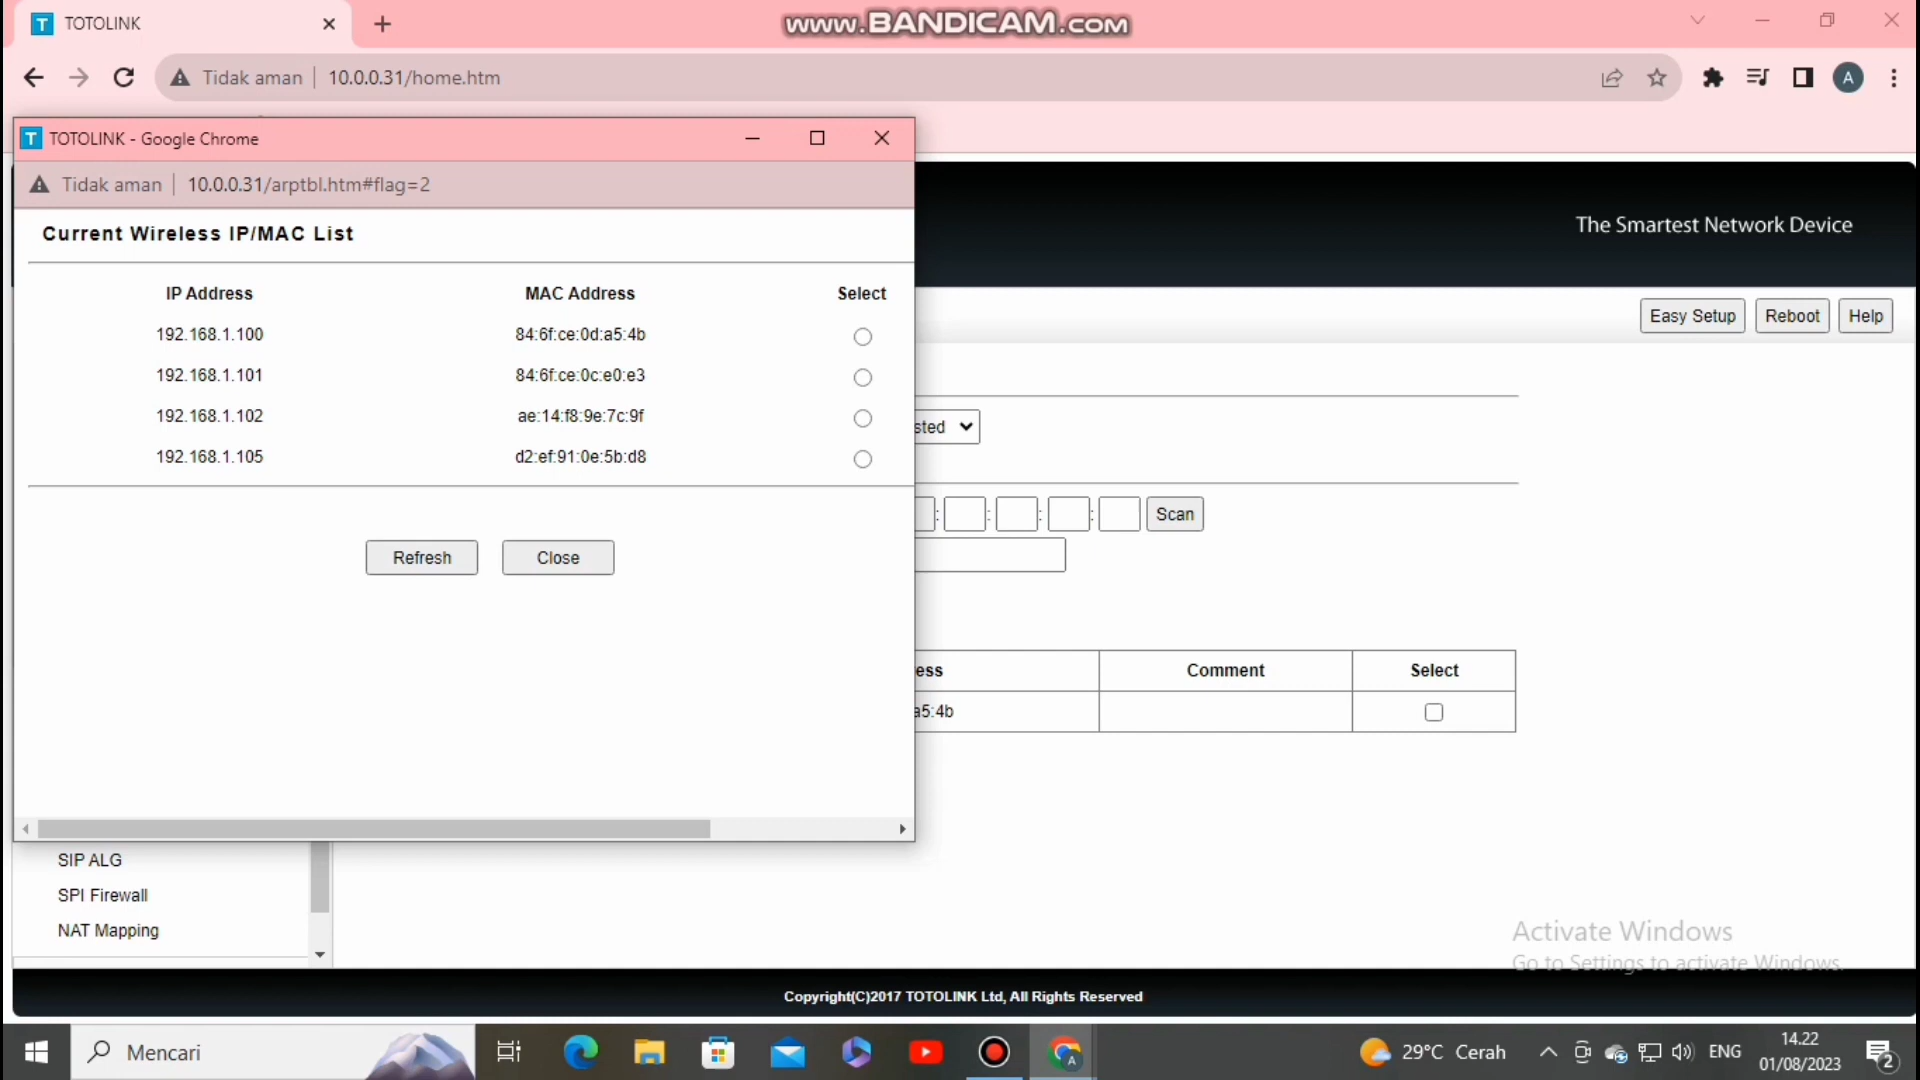 TOTOLINK
www.BANDICAM.com
Tidak aman
10.0.0.31/home.htm
A
TOTOLINK - Google Chrome
Tidak aman
10.0.0.31/arptbl.htm#flag=2
The Smartest Network Device
Current Wireless IP/MAC List
IP Address MAC Address Select
Easy Setup Reboot Help
192.168.1.100 84:6f:ce:0d:a5:4b
192.168.1.101 84:6f:ce:0c:e0:e3
192.168.1.102 ae:14:f8:9e:7c:9f
sted
192.168.1.105 d2:ef:91:0e:5b:d8
: : : : Scan
Refresh Close
ess Comment Select
a5:4b
SIP ALG
SPI Firewall
NAT Mapping
Activate Windows
Go to Settings to activate Windows.
Copyright(C)2017 TOTOLINK Ltd, All Rights Reserved
Mencari
29°C Cerah
ENG
14.22
01/08/2023
2